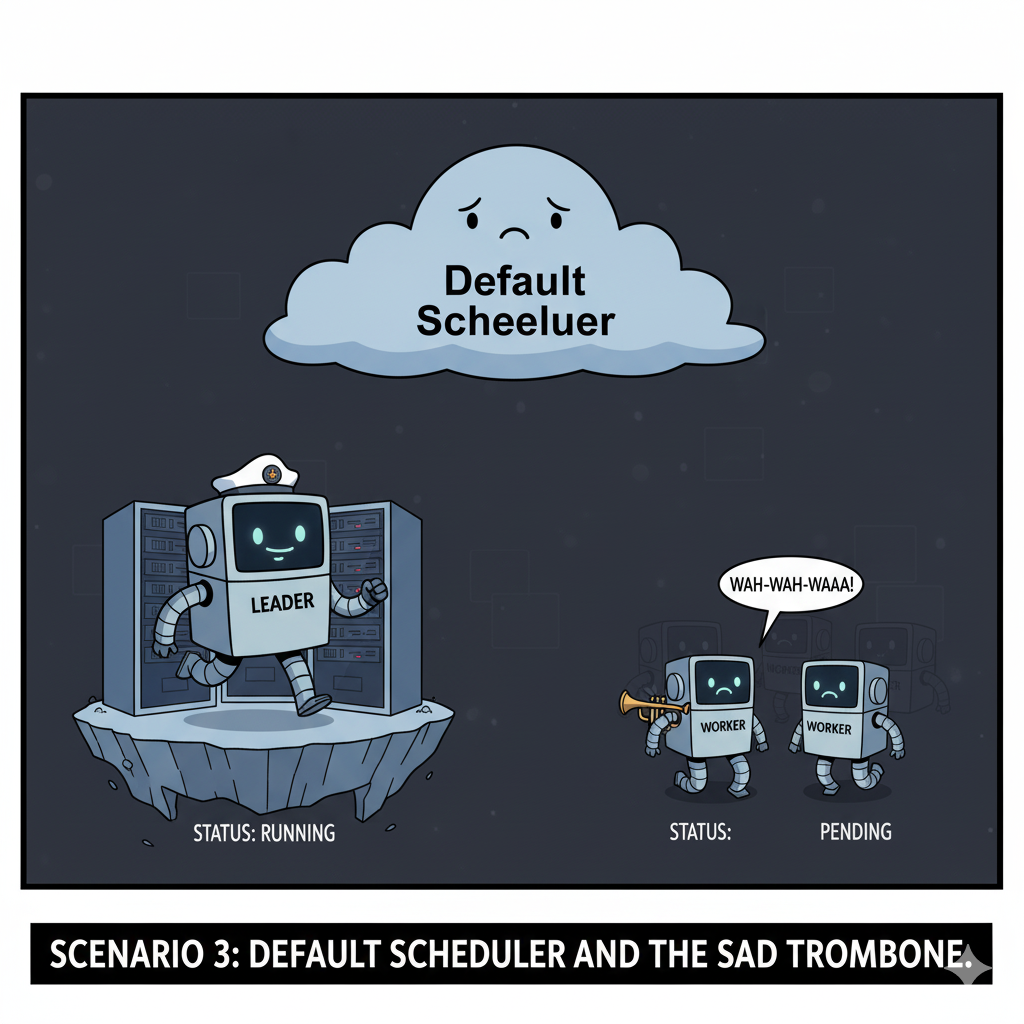 Default
Scheeluer
LEADER
WAH-WAH-WAAA!
WORKER
WORKER
STATUS: RUNNING
STATUS: PENDING
SCENARIO 3: DEFAULT SCHEDULER AND THE SAD TROMBONE.